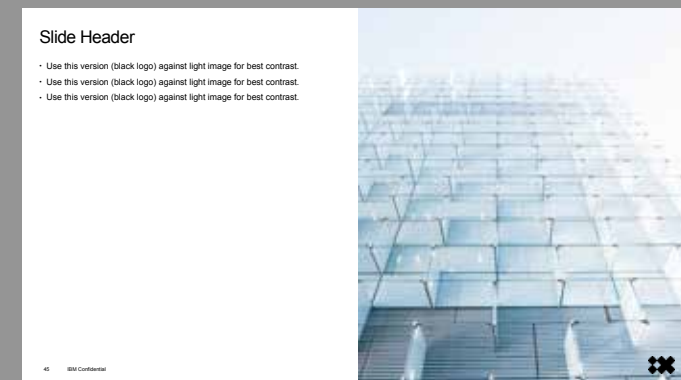 Slide Header
• Use this version (black logo) against light image for best contrast.
• Use this version (black logo) against light image for best contrast.
• Use this version (black logo) against light image for best contrast.
45 IBM Confidential